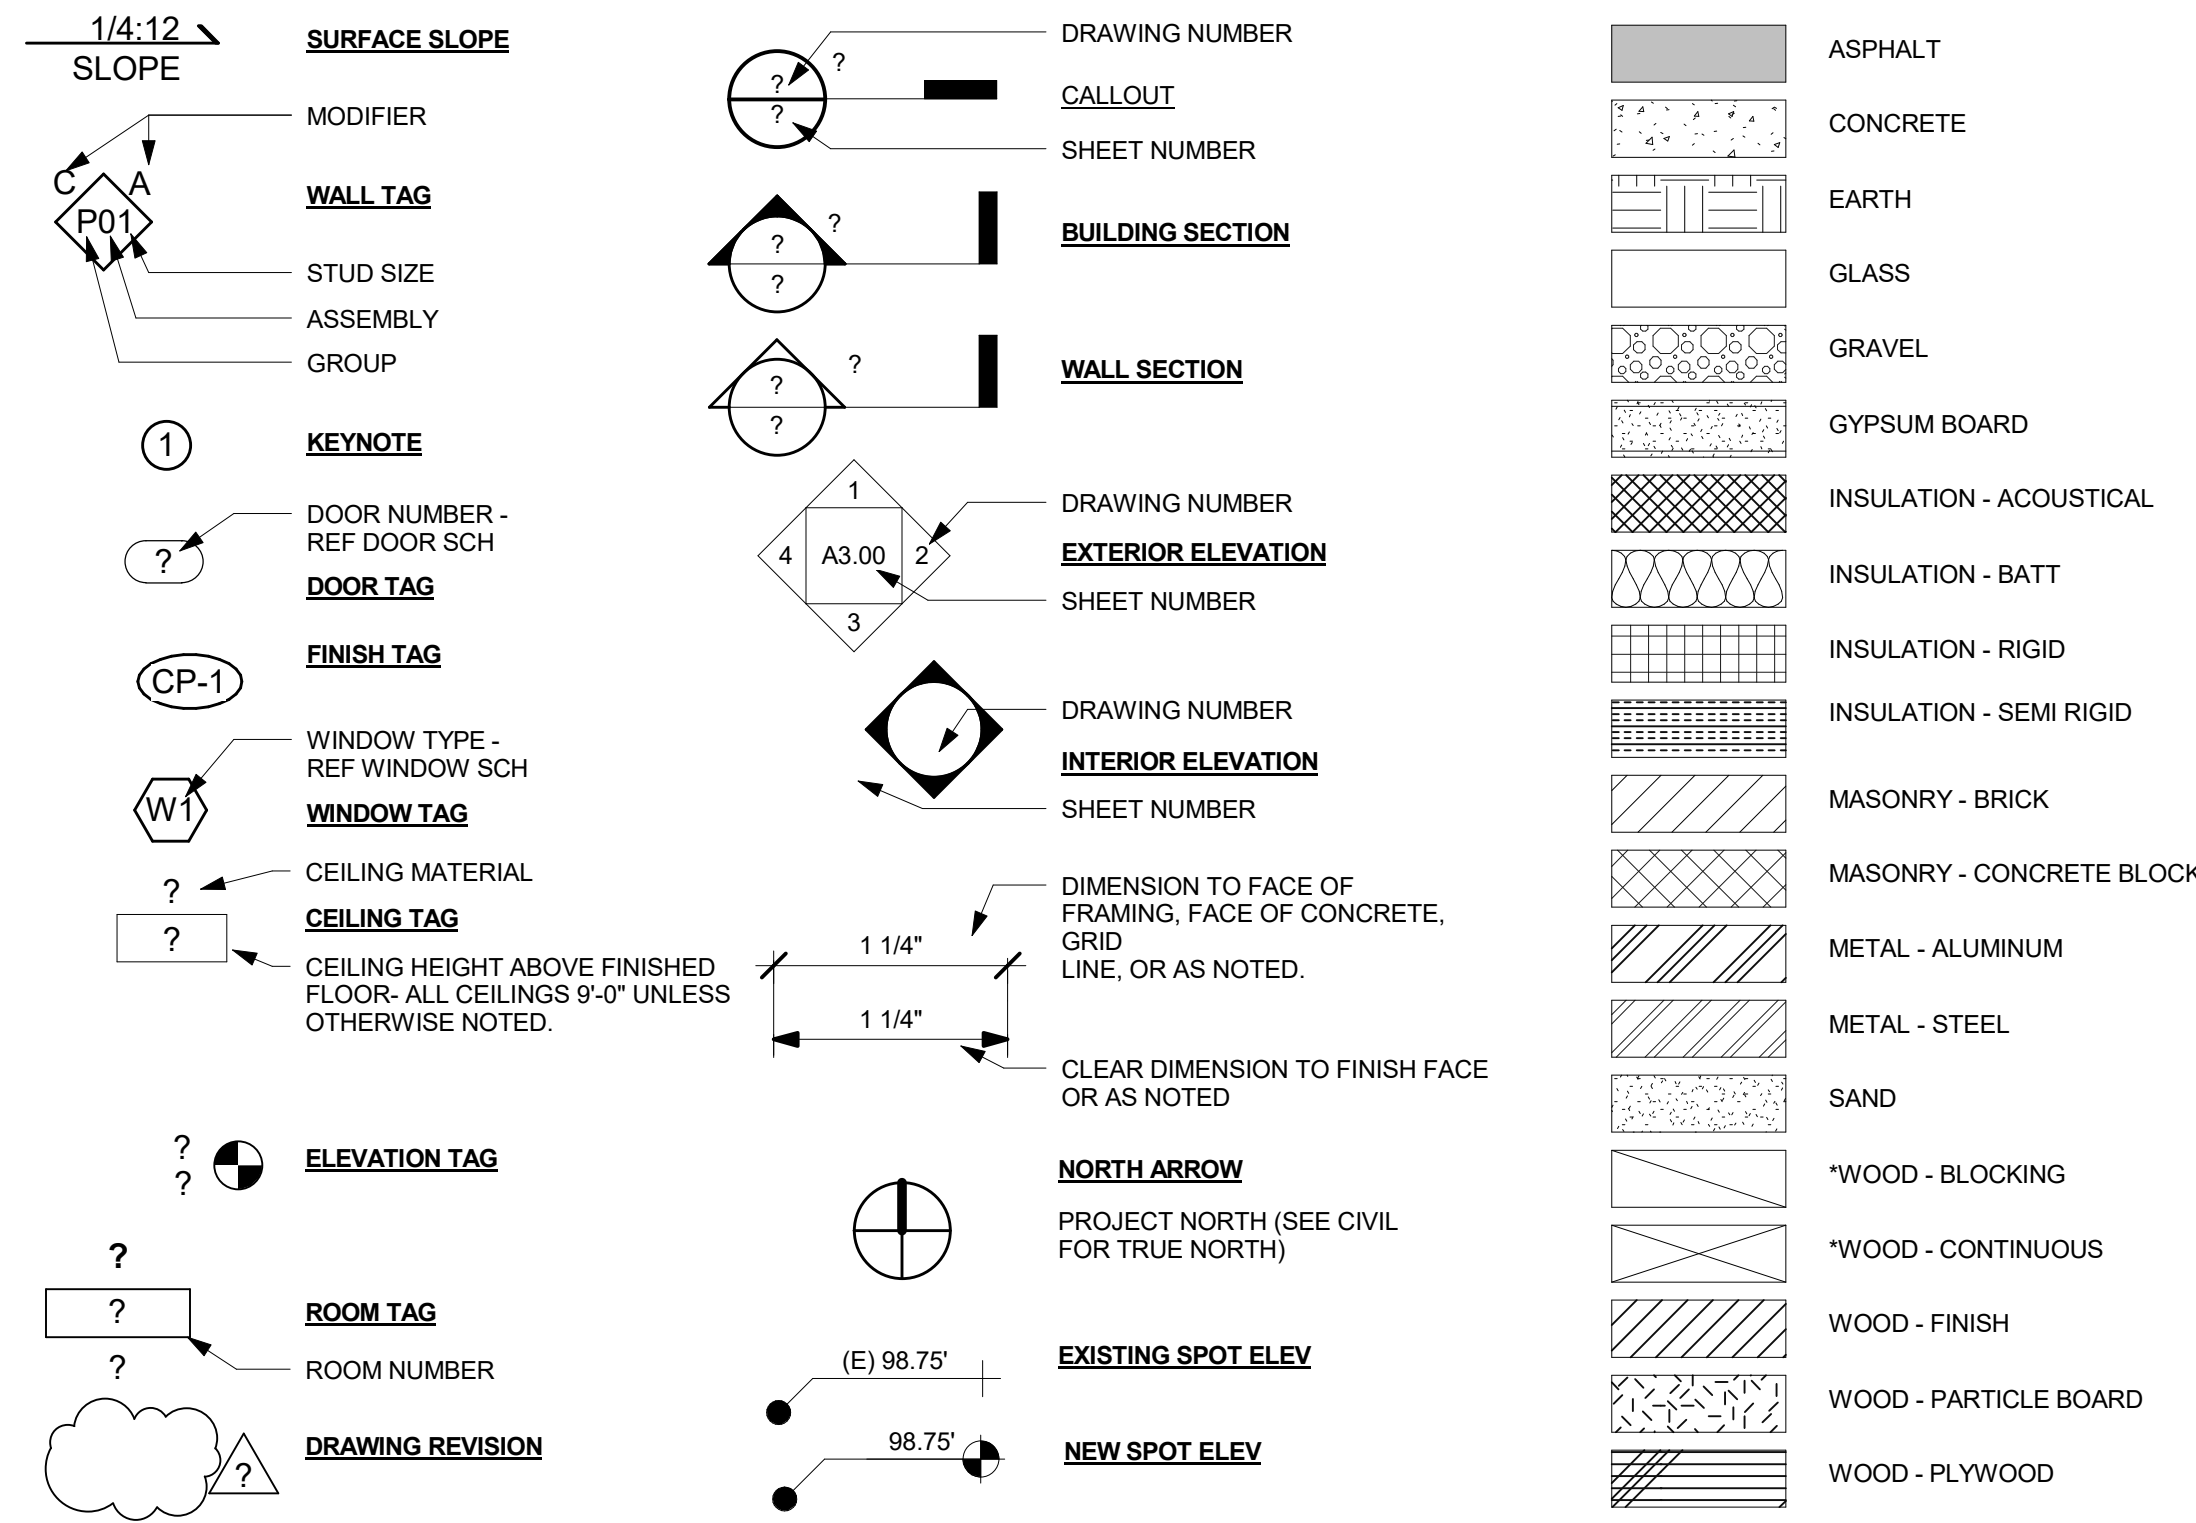 1/4:12
SLOPE
SURFACE SLOPE
MODIFIER
C
A
WALL TAG
P01
STUD SIZE
ASSEMBLY
GROUP
1
KEYNOTE
DOOR NUMBER -
REF DOOR SCH
?
DOOR TAG
FINISH TAG
CP-1
WINDOW TYPE -
REF WINDOW SCH
W1
WINDOW TAG
CEILING MATERIAL
?
CEILING TAG
?
CEILING HEIGHT ABOVE FINISHED
FLOOR- ALL CEILINGS 9'-0" UNLESS
OTHERWISE NOTED.
?
?
ELEVATION TAG
?
?
ROOM TAG
?
ROOM NUMBER
DRAWING REVISION
?
DRAWING NUMBER
?
?
CALLOUT
?
SHEET NUMBER
?
?
BUILDING SECTION
?
?
?
WALL SECTION
?
1
DRAWING NUMBER
4
A3.00
2
EXTERIOR ELEVATION
SHEET NUMBER
3
DRAWING NUMBER
INTERIOR ELEVATION
SHEET NUMBER
DIMENSION TO FACE OF
FRAMING, FACE OF CONCRETE,
GRID
LINE, OR AS NOTED.
1 1/4"
1 1/4"
CLEAR DIMENSION TO FINISH FACE
OR AS NOTED
NORTH ARROW
PROJECT NORTH (SEE CIVIL
FOR TRUE NORTH)
(E) 98.75'
EXISTING SPOT ELEV
98.75'
NEW SPOT ELEV
ASPHALT
CONCRETE
EARTH
GLASS
GRAVEL
GYPSUM BOARD
INSULATION - ACOUSTICAL
INSULATION - BATT
INSULATION - RIGID
INSULATION - SEMI RIGID
MASONRY - BRICK
MASONRY - CONCRETE BLOCK
METAL - ALUMINUM
METAL - STEEL
SAND
*WOOD - BLOCKING
*WOOD - CONTINUOUS
WOOD - FINISH
WOOD - PARTICLE BOARD
WOOD - PLYWOOD